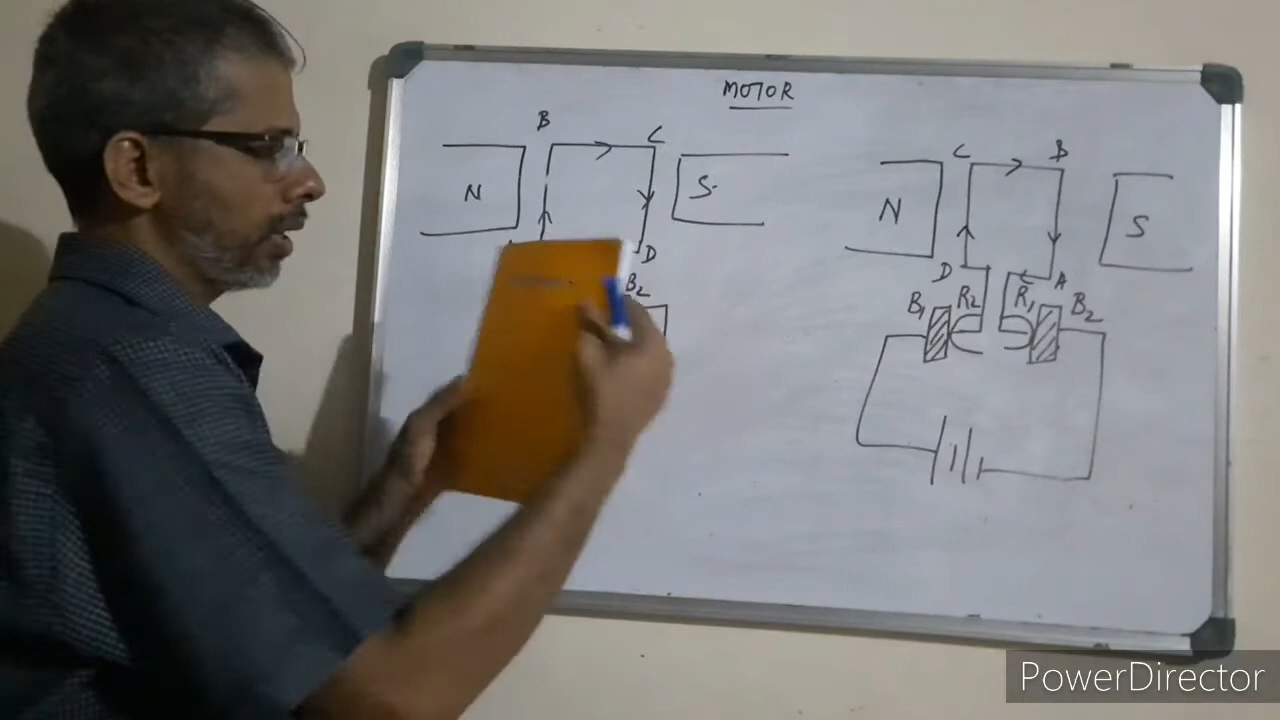 MOTOR
B C
N S
D
B2
C B
N S
D A
B1 R2 R1 B2
PowerDirector